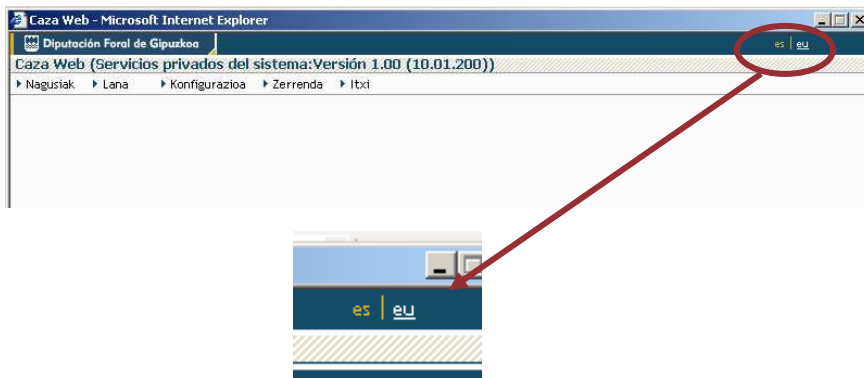 Caza Web - Microsoft Internet Explorer
Diputación Foral de Gipuzkoa
es | eu
Caza Web (Servicios privados del sistema:Versión 1.00 (10.01.200))
Nagusiak Lana Konfigurazioa Zerrenda Itxi
es | eu